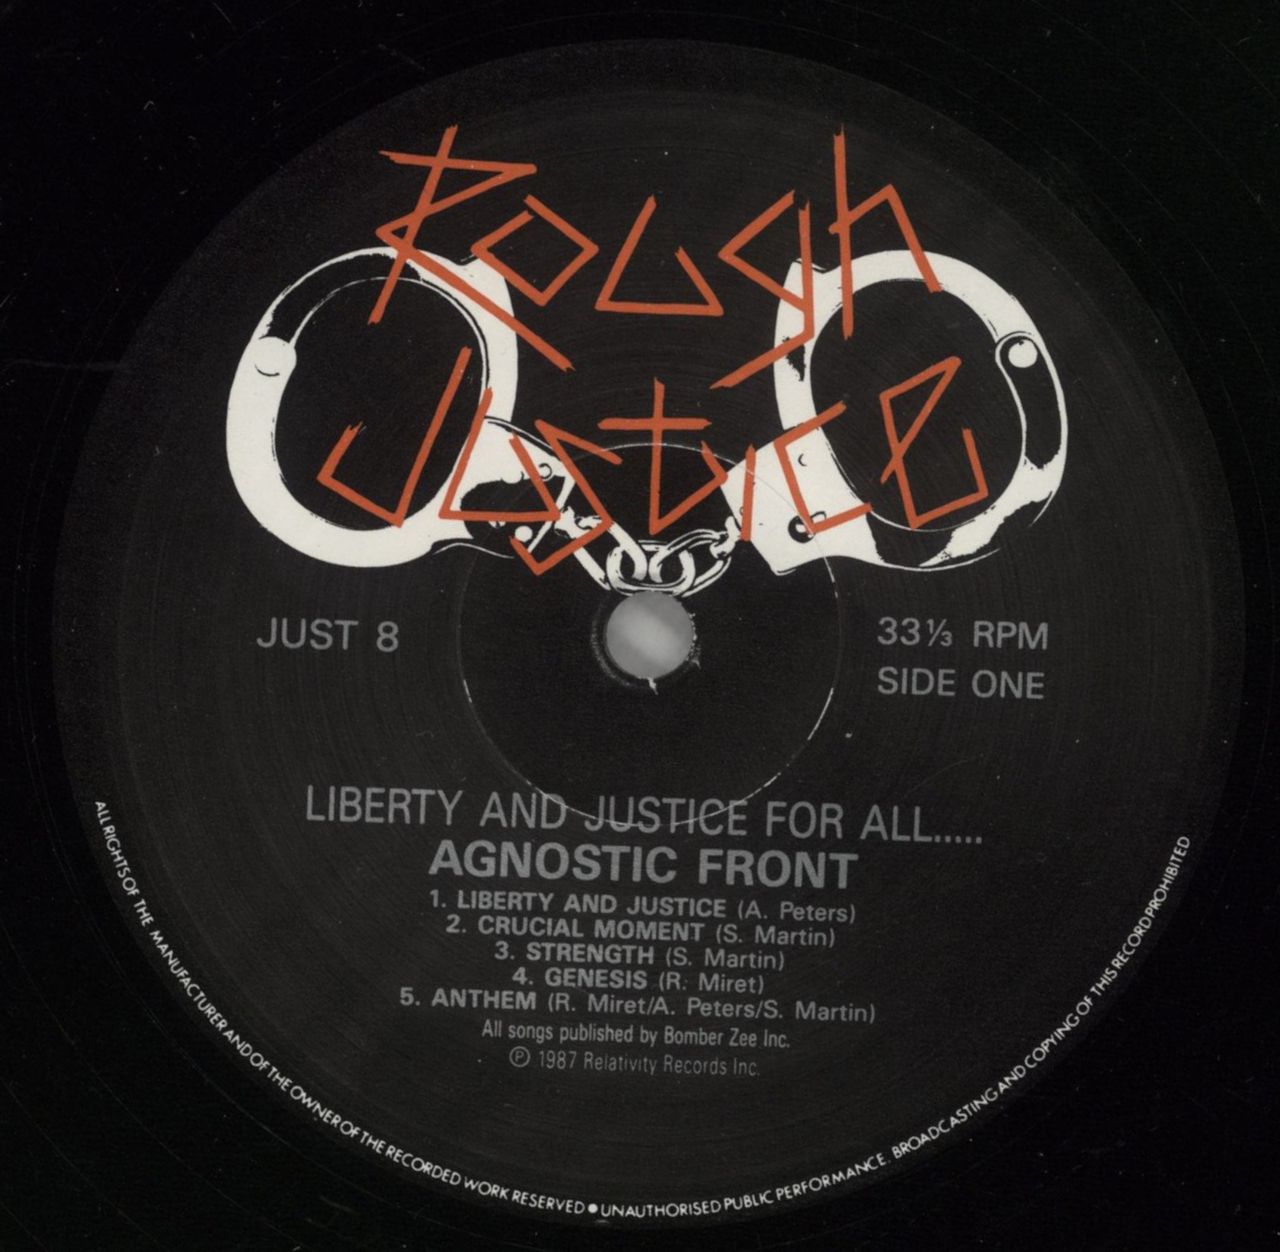 Rough
Justice
JUST 8
33⅓ RPM
SIDE ONE
LIBERTY AND JUSTICE FOR ALL.....
AGNOSTIC FRONT
1. LIBERTY AND JUSTICE (A. Peters)
2. CRUCIAL MOMENT (S. Martin)
3. STRENGTH (S. Martin)
4. GENESIS (R. Miret)
5. ANTHEM (R. Miret/A. Peters/S. Martin)
All songs published by Bomber Zee Inc.
Ⓟ 1987 Relativity Records Inc.
ALL RIGHTS OF THE MANUFACTURER AND OF THE OWNER OF THE RECORDED WORK RESERVED ● UNAUTHORISED PUBLIC PERFORMANCE. BROADCASTING AND COPYING OF THIS RECORD PROHIBITED